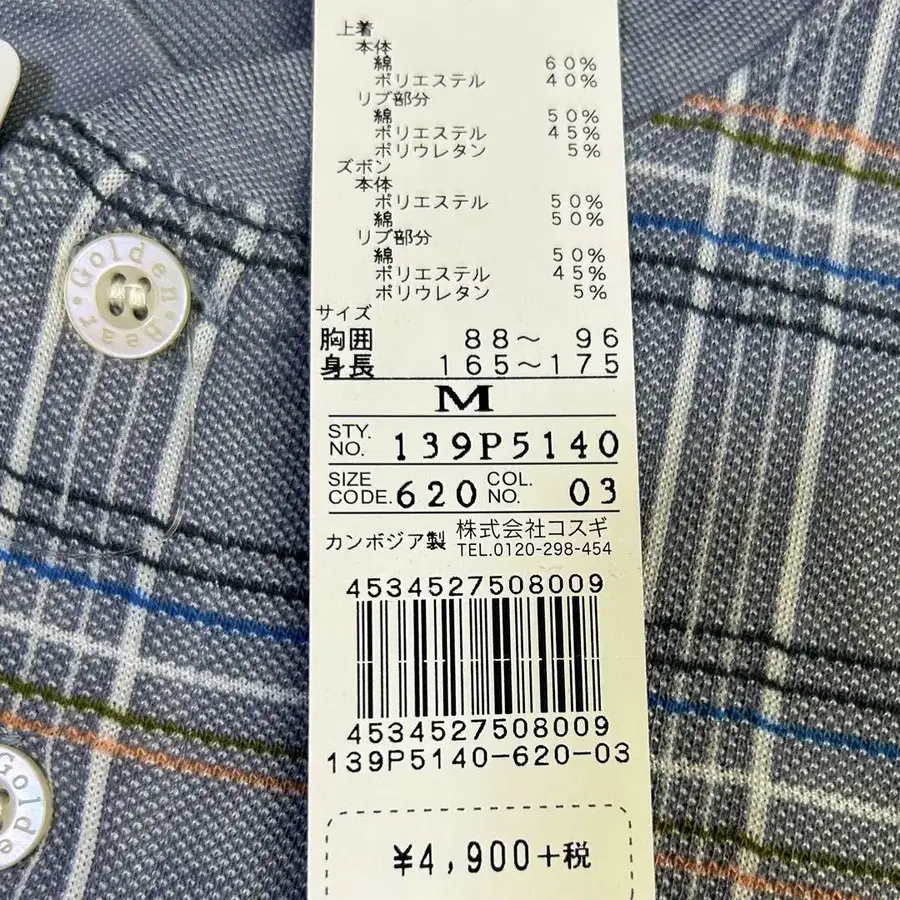 上着
本体
綿 60%
ポリエステル 40%
リブ部分
綿 50%
ポリエステル 45%
ポリウレタン 5%
ズボン
本体
ポリエステル 50%
綿 50%
リブ部分
綿 50%
ポリエステル 45%
ポリウレタン 5%
サイズ
胸囲 88〜 96
身長 165〜175
M
STY. NO. 139P5140
SIZE CODE. 620 COL. NO. 03
カンボジア製 株式会社コスギ
TEL.0120-298-454
4534527508009
4534527508009
139P5140-620-03
¥4,900+税
Golden bear
Golde